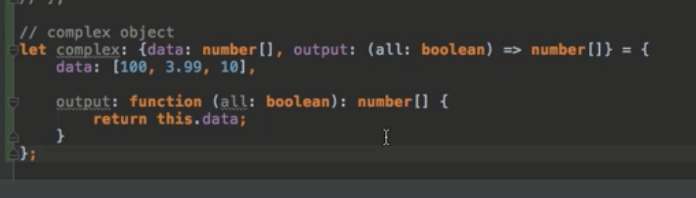 // complex object
let complex: {data: number[], output: (all: boolean) => number[]} = {
    data: [100, 3.99, 10],
    output: function (all: boolean): number[] {
        return this.data;
    }
};